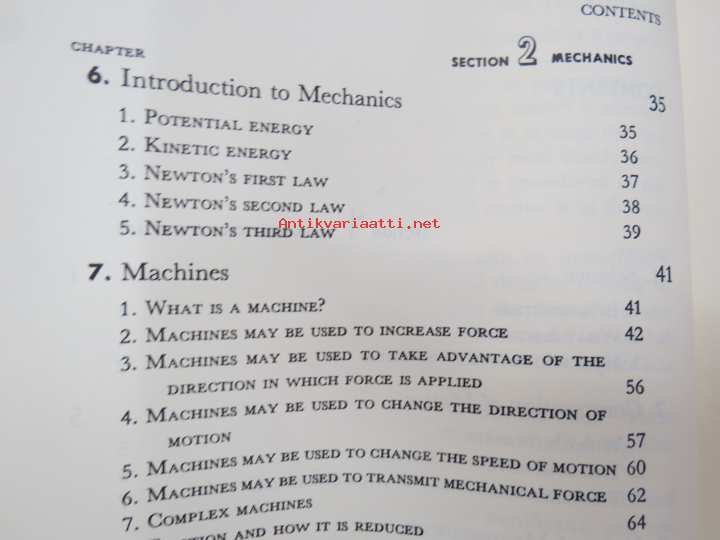 CONTENTS
CHAPTER
SECTION 2 MECHANICS
6. Introduction to Mechanics 35
1. POTENTIAL ENERGY 35
2. KINETIC ENERGY 36
3. NEWTON'S FIRST LAW 37
4. NEWTON'S SECOND LAW 38
Antikvariaatti.net
5. NEWTON'S THIRD LAW 39
7. Machines 41
1. WHAT IS A MACHINE? 41
2. MACHINES MAY BE USED TO INCREASE FORCE 42
3. MACHINES MAY BE USED TO TAKE ADVANTAGE OF THE
DIRECTION IN WHICH FORCE IS APPLIED 56
4. MACHINES MAY BE USED TO CHANGE THE DIRECTION OF
MOTION 57
5. MACHINES MAY BE USED TO CHANGE THE SPEED OF MOTION 60
6. MACHINES MAY BE USED TO TRANSMIT MECHANICAL FORCE 62
7. COMPLEX MACHINES 64
AND HOW IT IS REDUCED